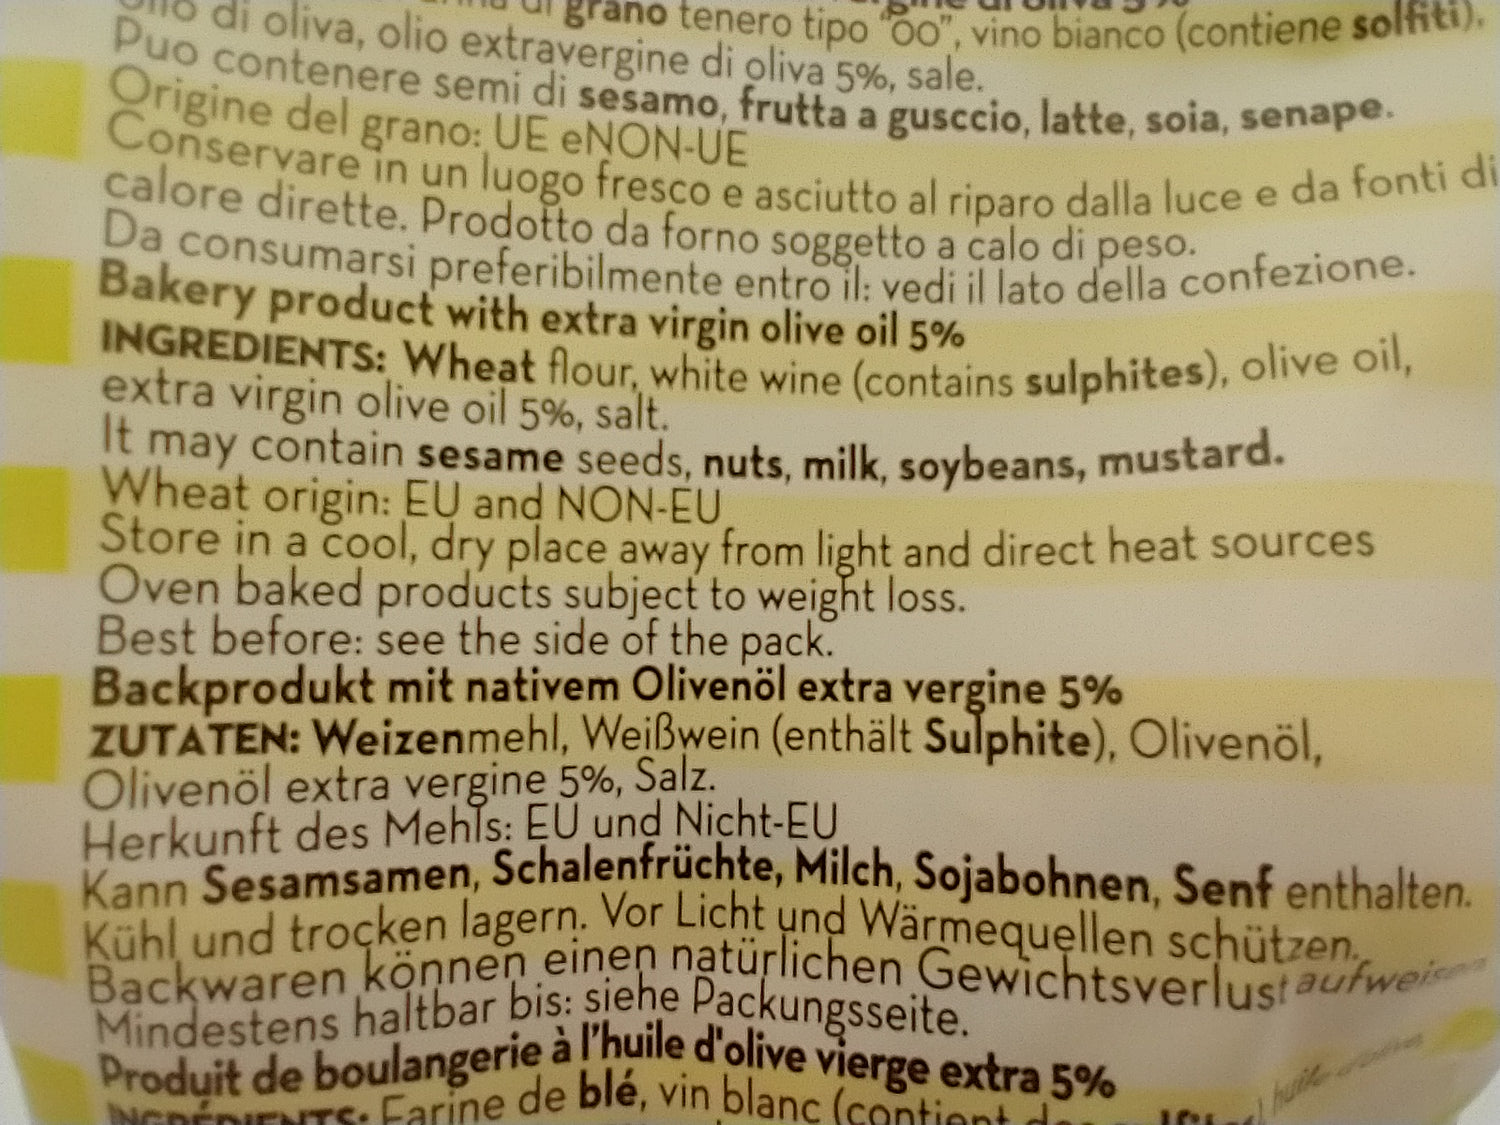 grano tenero tipo "00", vino bianco (contiene solfiti),
di oliva, olio extravergine di oliva 5%, sale.
Puo contenere semi di sesamo, frutta a gusccio, latte, soia, senape.
Origine del grano: UE eNON-UE
Conservare in un luogo fresco e asciutto al riparo dalla luce e da fonti di
calore dirette. Prodotto da forno soggetto a calo di peso.
Da consumarsi preferibilmente entro il: vedi il lato della confezione.
Bakery product with extra virgin olive oil 5%
INGREDIENTS: Wheat flour, white wine (contains sulphites), olive oil,
extra virgin olive oil 5%, salt.
It may contain sesame seeds, nuts, milk, soybeans, mustard.
Wheat origin: EU and NON-EU
Store in a cool, dry place away from light and direct heat sources
Oven baked products subject to weight loss.
Best before: see the side of the pack.
Backprodukt mit nativem Olivenöl extra vergine 5%
ZUTATEN: Weizenmehl, Weißwein (enthält Sulphite), Olivenöl,
Olivenöl extra vergine 5%, Salz.
Herkunft des Mehls: EU und Nicht-EU
Kann Sesamsamen, Schalenfrüchte, Milch, Sojabohnen, Senf enthalten.
Kühl und trocken lagern. Vor Licht und Wärmequellen schützen.
Backwaren können einen natürlichen Gewichtsverlust aufweisen
Mindestens haltbar bis: siehe Packungsseite.
Produit de boulangerie à l'huile d'olive vierge extra 5%
INGRÉDIENTS: Farine de blé, vin blanc (contient